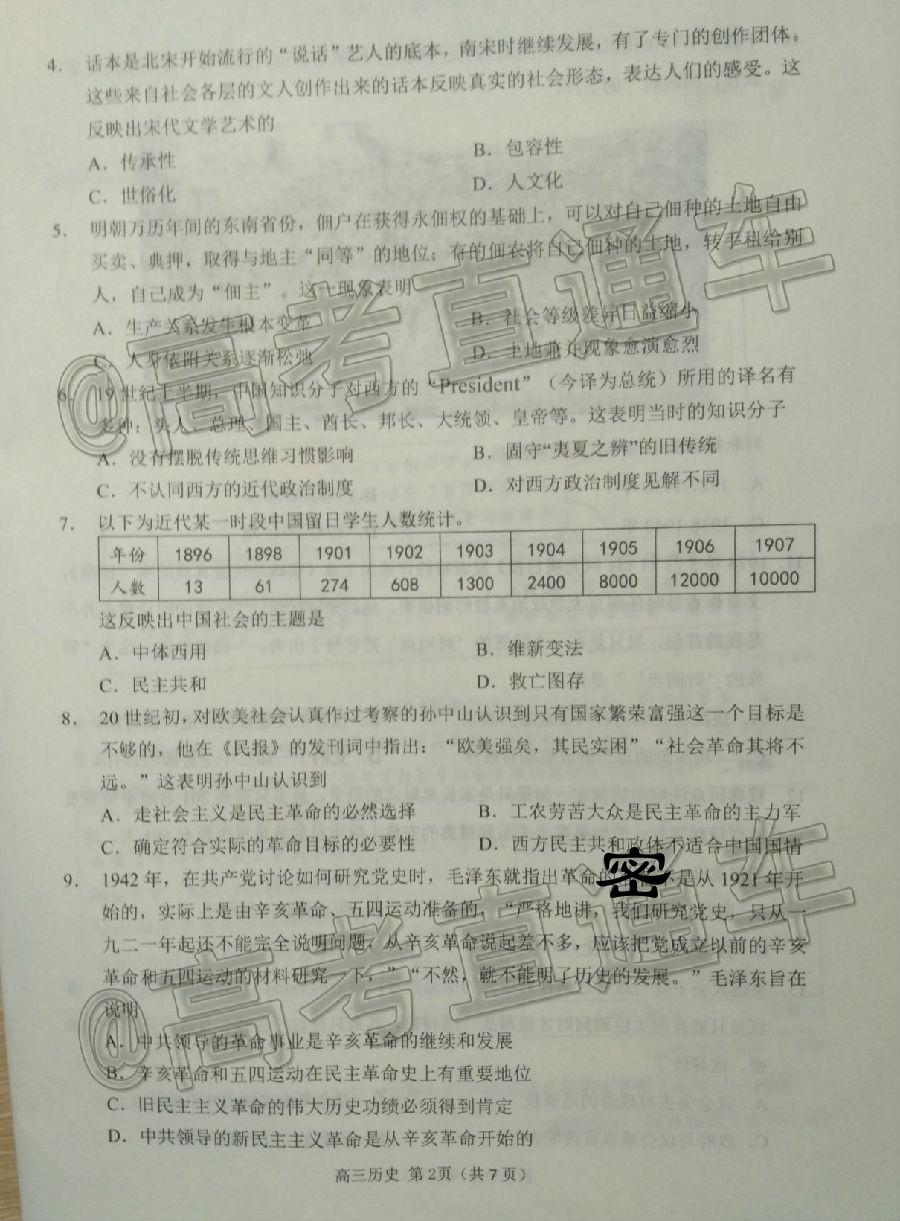 4. 话本是北宋开始流行的“说话”艺人的底本，南宋时继续发展，有了专门的创作团体。
这些来自社会各层的文人创作出来的话本反映真实的社会形态，表达人们的感受。这
反映出宋代文学艺术的
A．传承性 B．包容性
C．世俗化 D．人文化
5. 明朝万历年间的东南省份，佃户在获得永佃权的基础上，可以对自己佃种的土地自由
买卖、典押，取得与地主“同等”的地位；有的佃农将自己佃种的土地，转手租给别
人，自己成为“佃主”。这一现象表明
A．生产关系发生根本变革 B．社会等级差异日益缩小
C．人身依附关系逐渐松弛 D．土地兼并现象愈演愈烈
6. 19世纪上半期，中国知识分子对西方的“President”（今译为总统）所用的译名有
多种：头人、总理、国主、酋长、邦长、大统领、皇帝等。这表明当时的知识分子
A．没有摆脱传统思维习惯影响 B．固守“夷夏之辨”的旧传统
C．不认同西方的近代政治制度 D．对西方政治制度见解不同
7. 以下为近代某一时段中国留日学生人数统计。
年份 1896 1898 1901 1902 1903 1904 1905 1906 1907
人数 13 61 274 608 1300 2400 8000 12000 10000
这反映出中国社会的主题是
A．中体西用 B．维新变法
C．民主共和 D．救亡图存
8. 20世纪初，对欧美社会认真作过考察的孙中山认识到只有国家繁荣富强这一个目标是
不够的，他在《民报》的发刊词中指出：“欧美强矣，其民实困”“社会革命其将不
远。”这表明孙中山认识到
A．走社会主义是民主革命的必然选择 B．工农劳苦大众是民主革命的主力军
C．确定符合实际的革命目标的必要性 D．西方民主共和政体不适合中国国情
9. 1942年，在共产党讨论如何研究党史时，毛泽东就指出革命的 密 不是从1921年开
始的，实际上是由辛亥革命、五四运动准备的，“严格地讲，我们研究党史，只从一
九二一年起还不能完全说明问题，从辛亥革命说起差不多，应该把党成立以前的辛亥
革命和五四运动的材料研究一下，”“不然，就不能明了历史的发展。”毛泽东旨在
说明
A．中共领导的革命事业是辛亥革命的继续和发展
B．辛亥革命和五四运动在民主革命史上有重要地位
C．旧民主主义革命的伟大历史功绩必须得到肯定
D．中共领导的新民主主义革命是从辛亥革命开始的
高三历史 第2页（共7页）
@高考直通车
@高考直通车